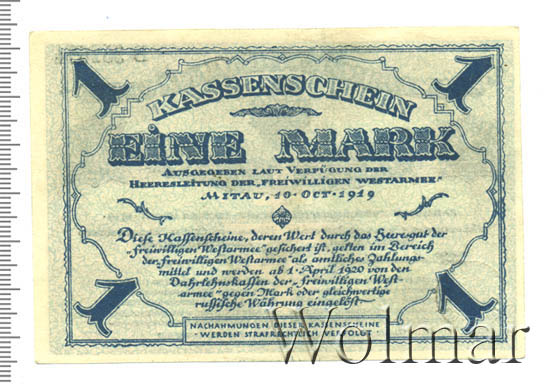 1 1
KASSENSCHEIN
EINE MARK
AUSGEGEBEN LAUT VERFÜGUNG DER
HEERESLEITUNG DER „FREIWILLIGEN WESTARMEE“
MITAU, 10·OCT·1919
Diese Kassenscheine, deren Wert durch das Heeresgut der
„freiwilligen Westarmee“ gesichert ist, gelten im Bereich
der „freiwilligen Westarmee“ als amtliches Zahlungs-
mittel und werden ab 1·April 1920 von den
Darlehnskassen der „freiwilligen West-
armee“ gegen Mark oder gleichwertige
russische Währung eingelöst·
1 1
NACHAHMUNGEN DIESER KASSENSCHEINE
WERDEN STRAFRECHTLICH VERFOLGT
Wolmar